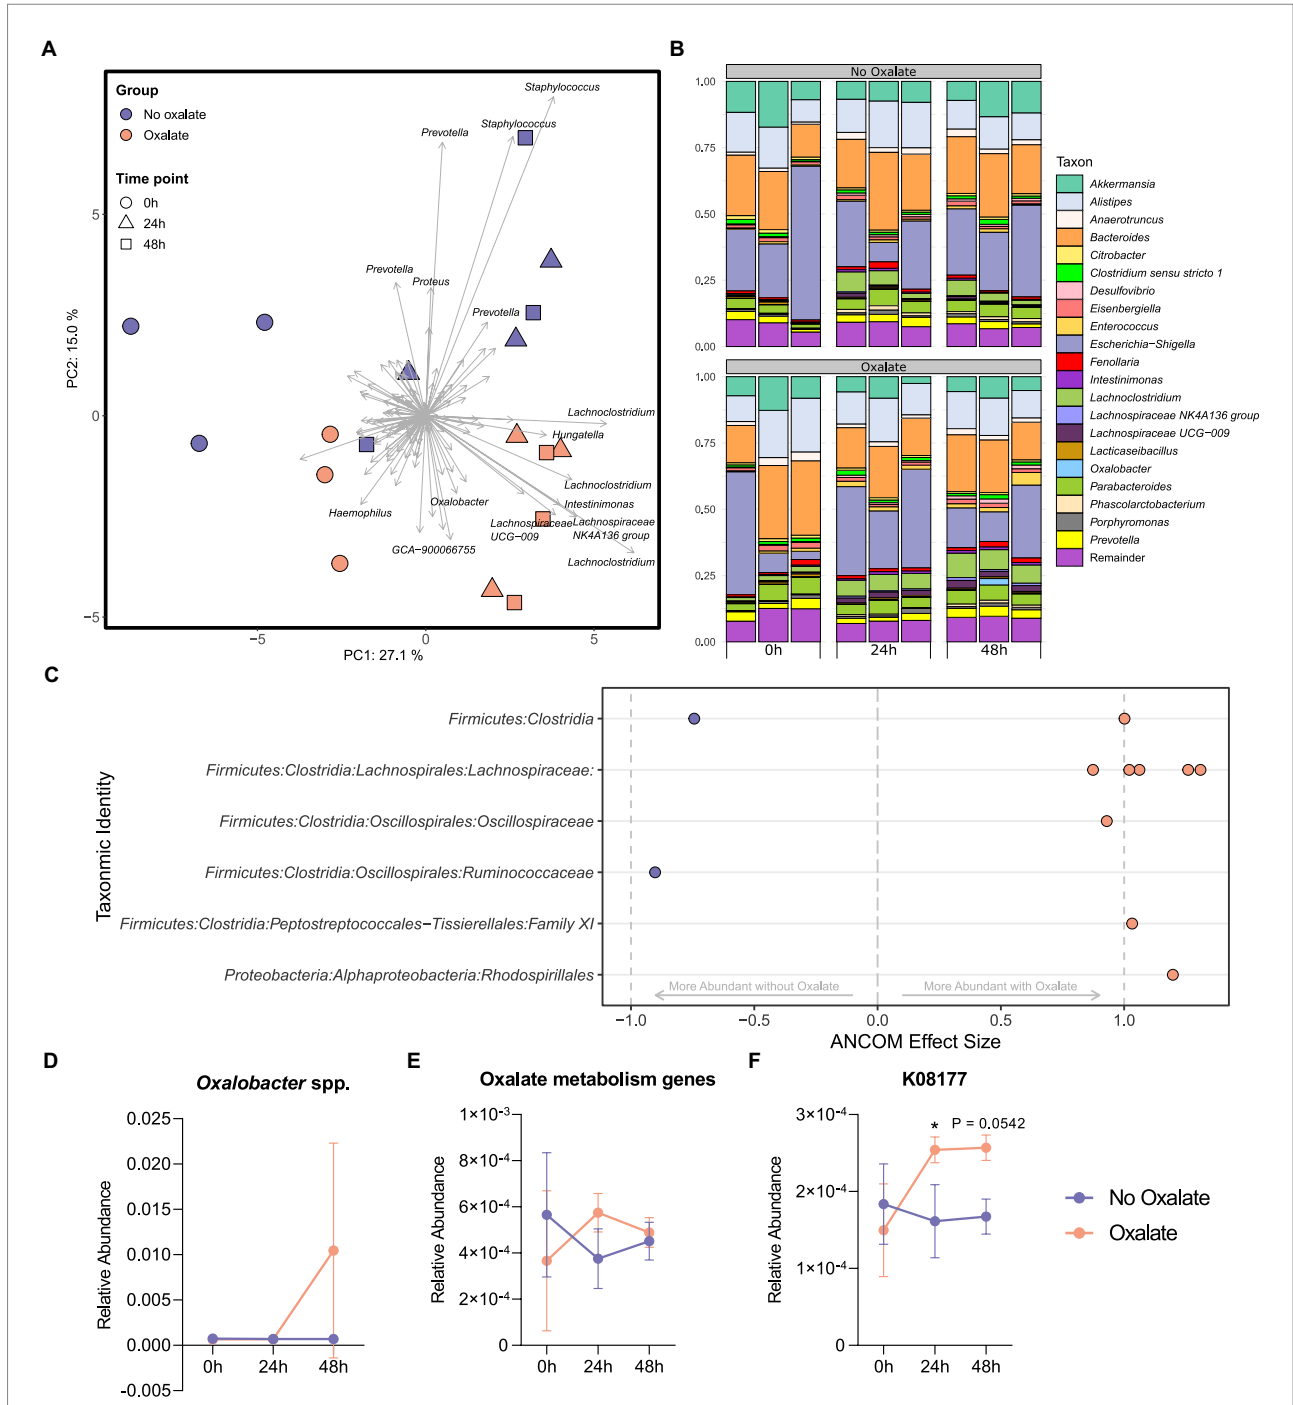 A
Group
No oxalate
Oxalate
Time point
0h
24h
48h
Staphylococcus
Staphylococcus
Prevotella
Prevotella
Proteus
Prevotella
Lachnoclostridium
Hungatella
Lachnoclostridium
Intestinimonas
Oxalobacter
Haemophilus
Lachnospiraceae
UCG−009
Lachnospiraceae
NK4A136 group
GCA−900066755
Lachnoclostridium
5
0
−5
−5
0
5
PC2: 15.0 %
PC1: 27.1 %
B
No Oxalate
1.00
0.75
0.50
0.25
0.00
Oxalate
1.00
0.75
0.50
0.25
0.00
0h
24h
48h
Taxon
Akkermansia
Alistipes
Anaerotruncus
Bacteroides
Citrobacter
Clostridium sensu stricto 1
Desulfovibrio
Eisenbergiella
Enterococcus
Escherichia−Shigella
Fenollaria
Intestinimonas
Lachnoclostridium
Lachnospiraceae NK4A136 group
Lachnospiraceae UCG−009
Lacticaseibacillus
Oxalobacter
Parabacteroides
Phascolarctobacterium
Porphyromonas
Prevotella
Remainder
C
Taxonmic Identity
Firmicutes:Clostridia
Firmicutes:Clostridia:Lachnospirales:Lachnospiraceae:
Firmicutes:Clostridia:Oscillospirales:Oscillospiraceae
Firmicutes:Clostridia:Oscillospirales:Ruminococcaceae
Firmicutes:Clostridia:Peptostreptococcales−Tissierellales:Family XI
Proteobacteria:Alphaproteobacteria:Rhodospirillales
More Abundant without Oxalate
More Abundant with Oxalate
−1.0
−0.5
0.0
0.5
1.0
ANCOM Effect Size
D
Oxalobacter spp.
Relative Abundance
0.025
0.020
0.015
0.010
0.005
0.000
-0.005
0h
24h
48h
E
Oxalate metabolism genes
Relative Abundance
1×10-3
8×10-4
6×10-4
4×10-4
2×10-4
0
0h
24h
48h
F
K08177
Relative Abundance
3×10-4
2×10-4
1×10-4
0
* P = 0.0542
0h
24h
48h
No Oxalate
Oxalate